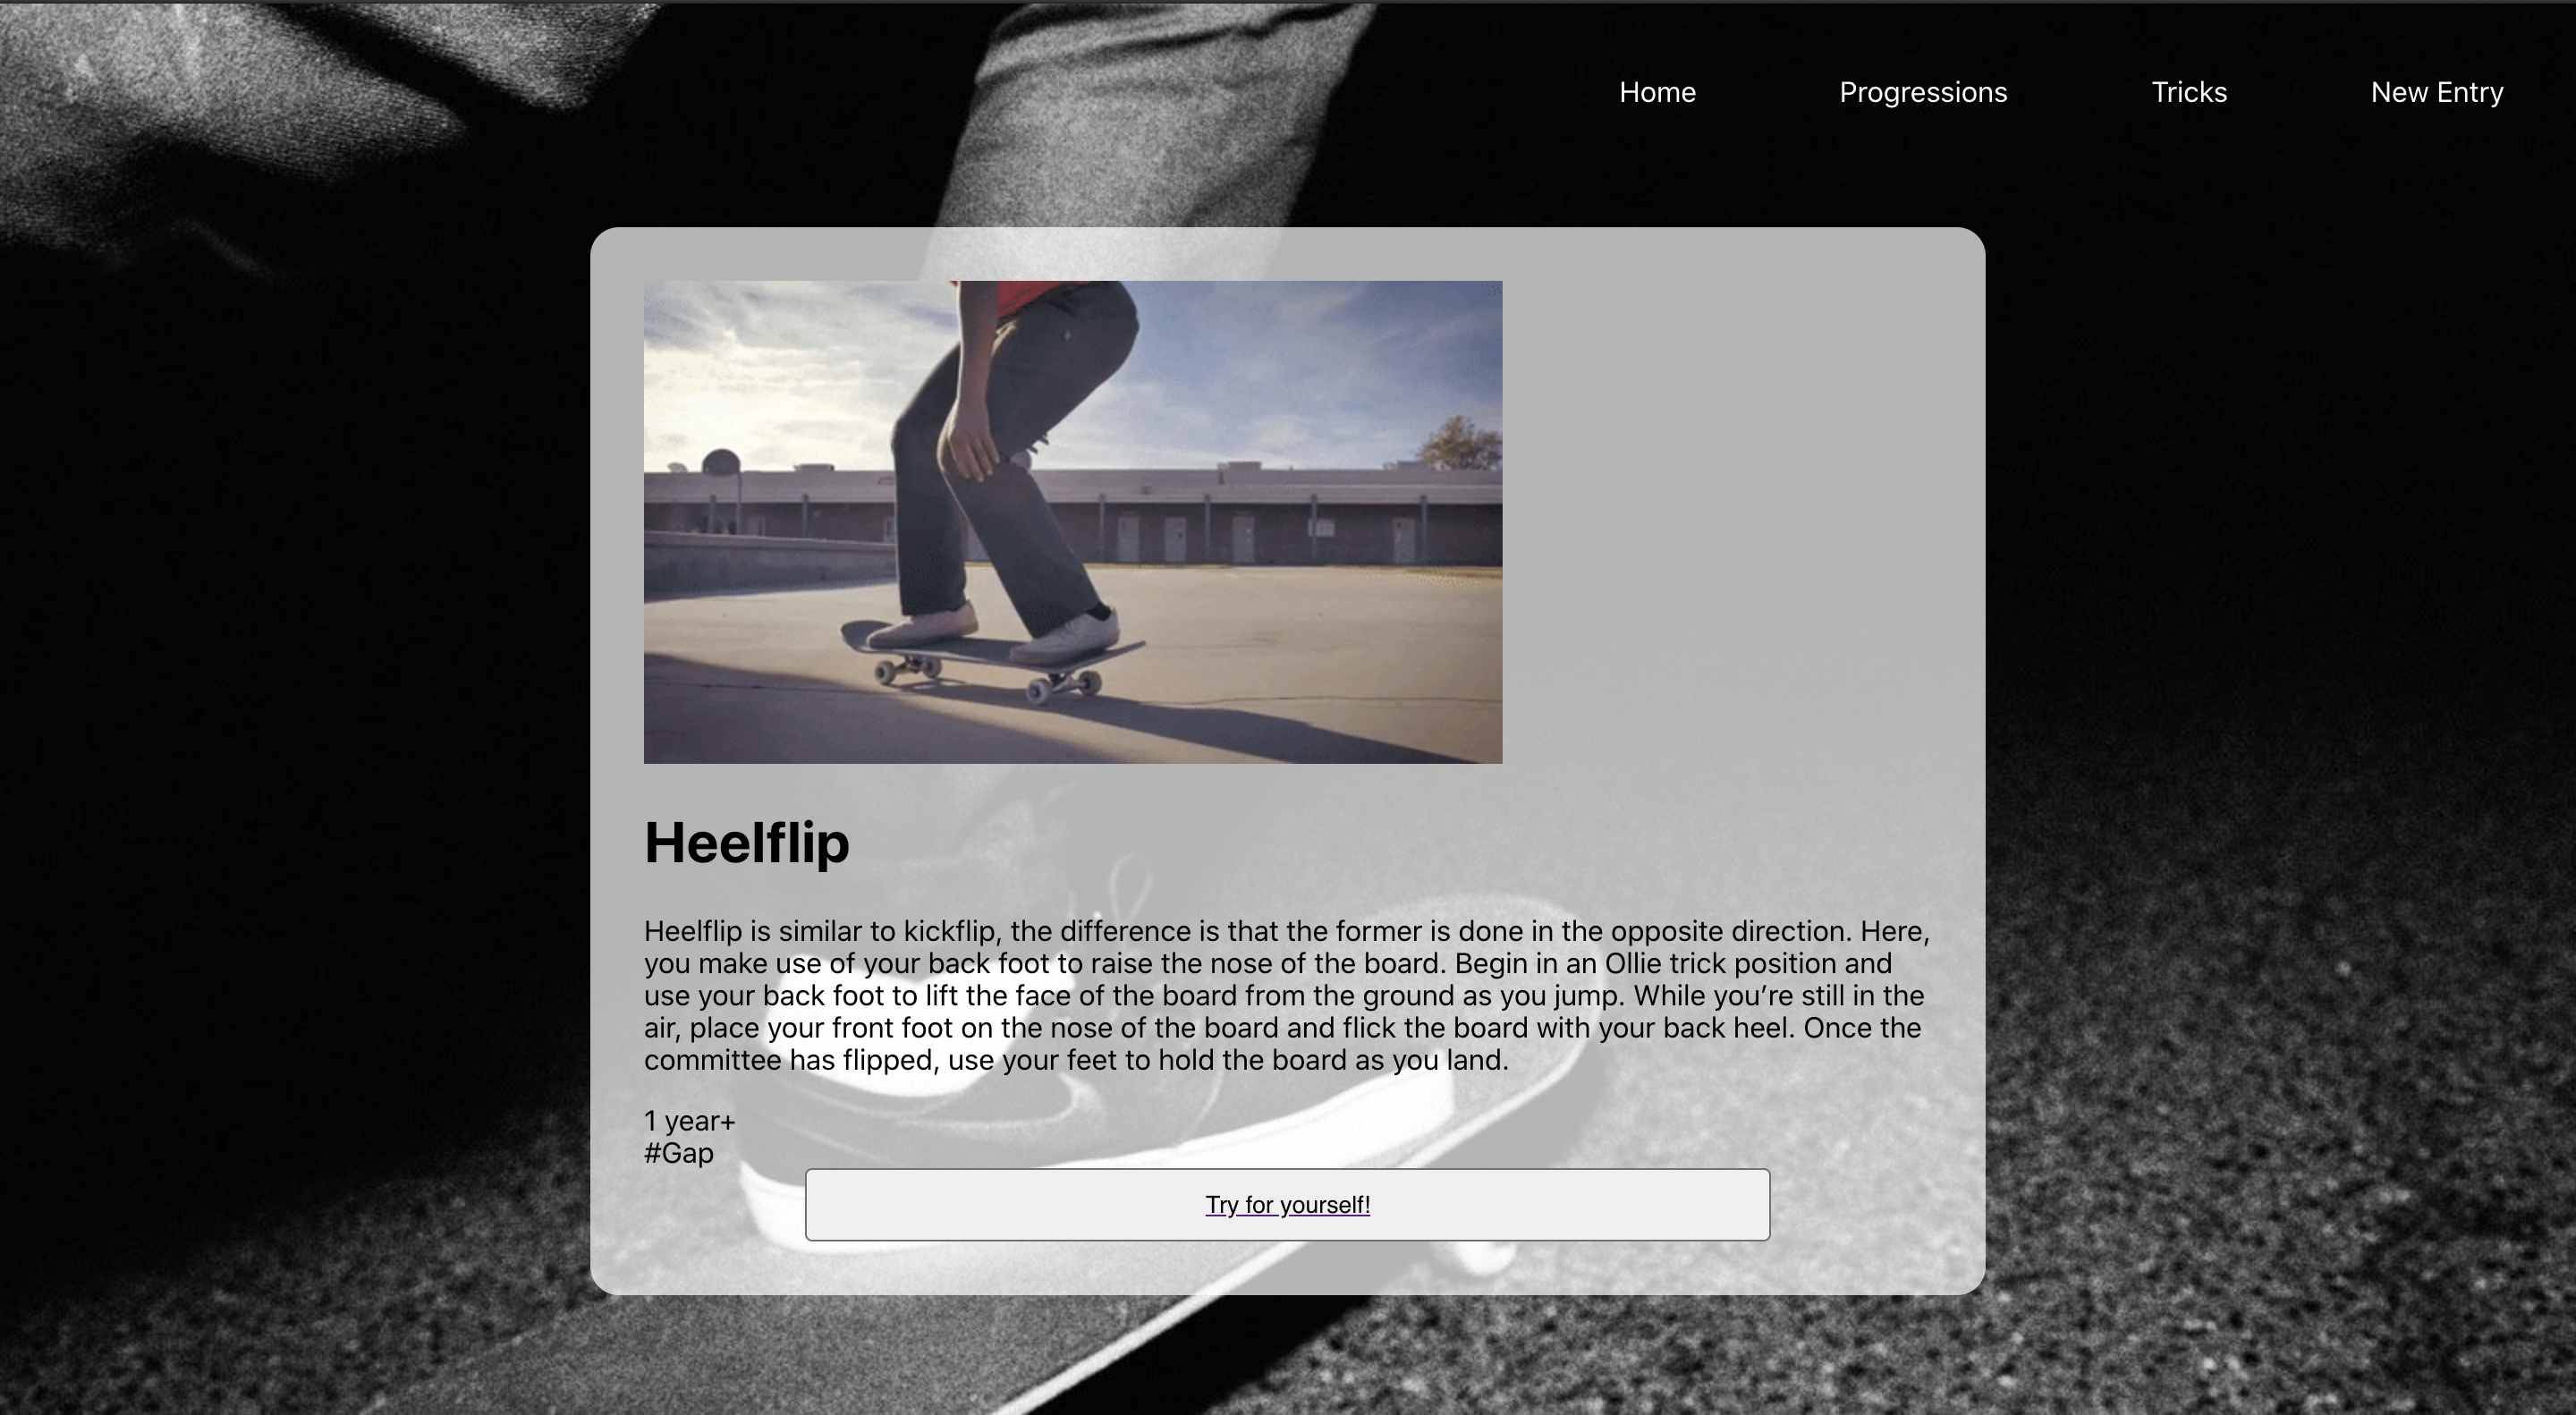 Home Progressions Tricks New Entry
Heelflip
Heelflip is similar to kickflip, the difference is that the former is done in the opposite direction. Here,
you make use of your back foot to raise the nose of the board. Begin in an Ollie trick position and
use your back foot to lift the face of the board from the ground as you jump. While you’re still in the
air, place your front foot on the nose of the board and flick the board with your back heel. Once the
committee has flipped, use your feet to hold the board as you land.
1 year+
#Gap
Try for yourself!